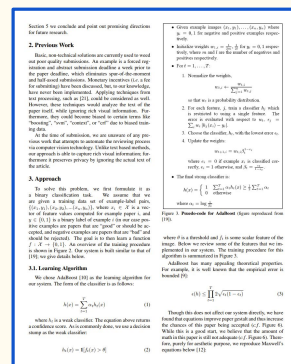 Section 5 we conclude and point out promising directions
for future research.
2. Previous Work
Basic, non-technical solutions are currently used to weed
out poor quality submissions. An example is a forced reg-
istration and abstract submission deadline a week prior to
the paper deadline, which eliminates spur-of-the-moment
and half-assed submissions. Monetary incentives (i.e. a fee
for submitting) have been discussed, but, to our knowledge,
have never been implemented. Applying techniques from
text processing, such as [21], could be useful as well.
However, these techniques would analyze the text of the
paper itself, while ignoring rich visual information. Fur-
thermore, they could become biased to certain terms like
"boosting", "svm", "context", or "cat" due to biased train-
ing data.
At the time of submission, we are unaware of any pre-
vious work that attempts to automate the reviewing process
via computer vision technology. Unlike text based methods,
our approach is able to capture rich visual information, fur-
thermore it preserves privacy by ignoring the actual text of
the article.
3. Approach
To solve this problem, we first formulate it as
a binary classification task. We assume that we
are given a training data set of example-label pairs,
where x_i ∈ X is a vec-
tor of feature values computed for paper i, and
y_i ∈ {0, 1} is a binary label of example i (in our case posi-
tive examples are papers that are "good" or should be ac-
cepted, and negative examples are papers that are "bad" and
should be rejected). The goal is to then learn a function
f : X → {0, 1}. An overview of the training procedure
is shown in Figure 2. Our system is built similar to that of
[19], we give details below.
3.1. Learning Algorithm
We chose AdaBoost [10] as the learning algorithm for
our system. The form of the classifier is as follows:
(1)
where h_t is a weak classifier. The equation above returns
a confidence score. As is commonly done, we use a decision
stump as the weak classifier:
(2)
• Given example images (x_1, y_1), ..., (x_n, y_n) where
y_i = 0, 1 for negative and positive examples respec-
tively.
respectively, where m and l are the number of negatives
and positives respectively.
• For t = 1, ..., T:
1. Normalize the weights,
so that w_t is a probability distribution.
2. For each feature, j, train a classifier h_j which
is restricted to using a single feature. The
error is evaluated with respect to
3. Choose the classifier, h_t, with the lowest error
4. Update the weights:
where e_i = 0 if example x_i is classified cor-
rectly, e_i = 1 otherwise, and
• The final strong classifier is:
Figure 1. Pseudo-code for AdaBoost (figure reproduced from
[19]).
where θ is a threshold and f_t is some scalar feature of the
image. Below we review some of the features that we im-
plemented in our system. The training procedure for this
algorithm is summarized in Figure 1.
AdaBoost has many appealing theoretical properties.
For example, it is well known that the empirical error is
bounded [9]:
(3)
Though this does not affect our system directly, we have
found that equations improve paper gestalt and thus increase
the chances of this paper being accepted
While this is a good start, we believe that the amount of
math in this paper is still not adequate There-
fore, purely for aesthetic purpose, we reproduce Maxwell's
equations below [12]: